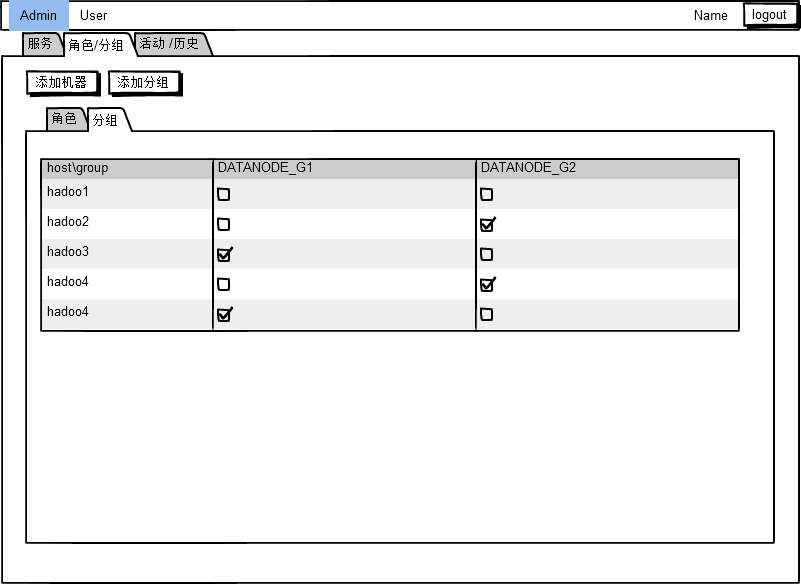 Admin User Name logout
服务 角色/分组 活动 /历史
添加机器 添加分组
角色 分组
host\group DATANODE_G1 DATANODE_G2
hadoo1
hadoo2
hadoo3
hadoo4
hadoo4